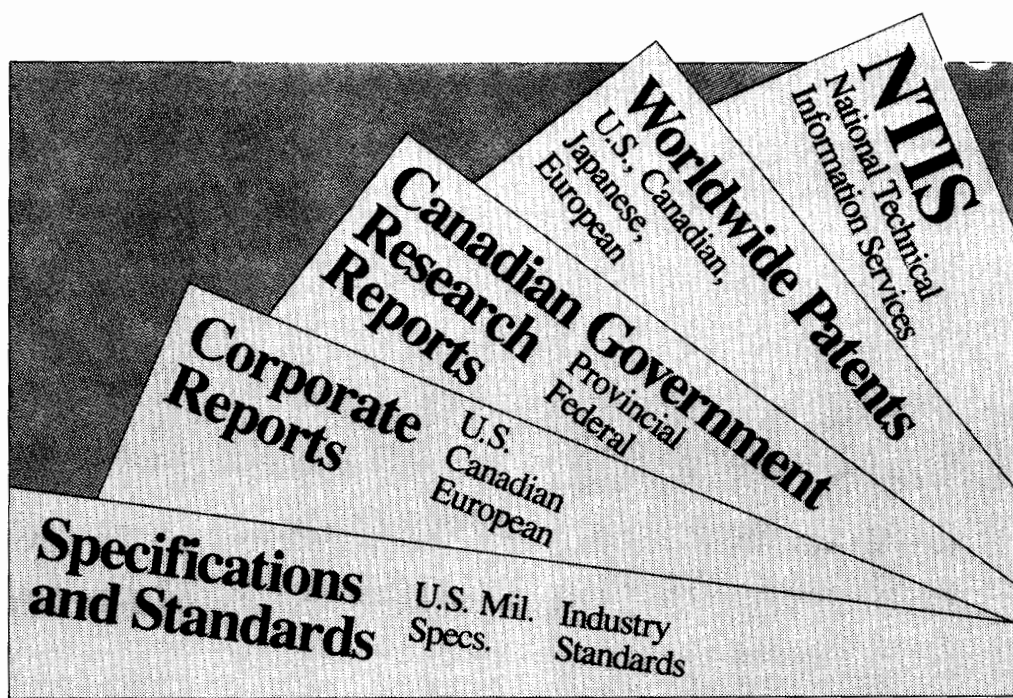 NTIS
National Technical
Information Services
Worldwide Patents
U.S., Canadian,
Japanese,
European
Canadian Government
Research
Reports
Provincial
Federal
Corporate
Reports
U.S.
Canadian
European
Specifications
and Standards
U.S. Mil.
Specs.
Industry
Standards